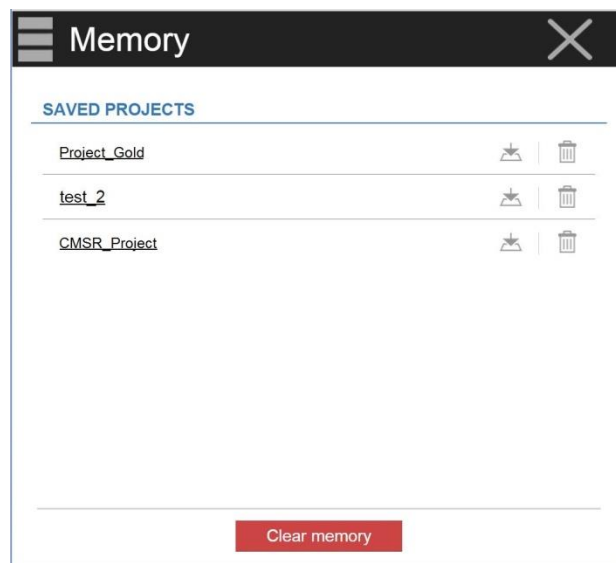 Memory
SAVED PROJECTS
Project_Gold
test_2
CMSR_Project
Clear memory